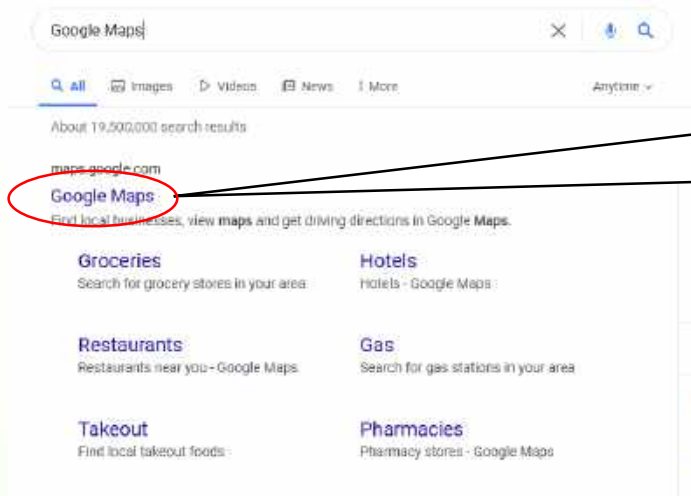 Google Maps
All Images Videos News More Anytime
About 19,500,000 search results
maps.google.com
Google Maps
Find local businesses, view maps and get driving directions in Google Maps.
Groceries Hotels
Search for grocery stores in your area Hotels - Google Maps
Restaurants Gas
Restaurants near you - Google Maps Search for gas stations in your area
Takeout Pharmacies
Find local takeout foods Pharmacy stores - Google Maps